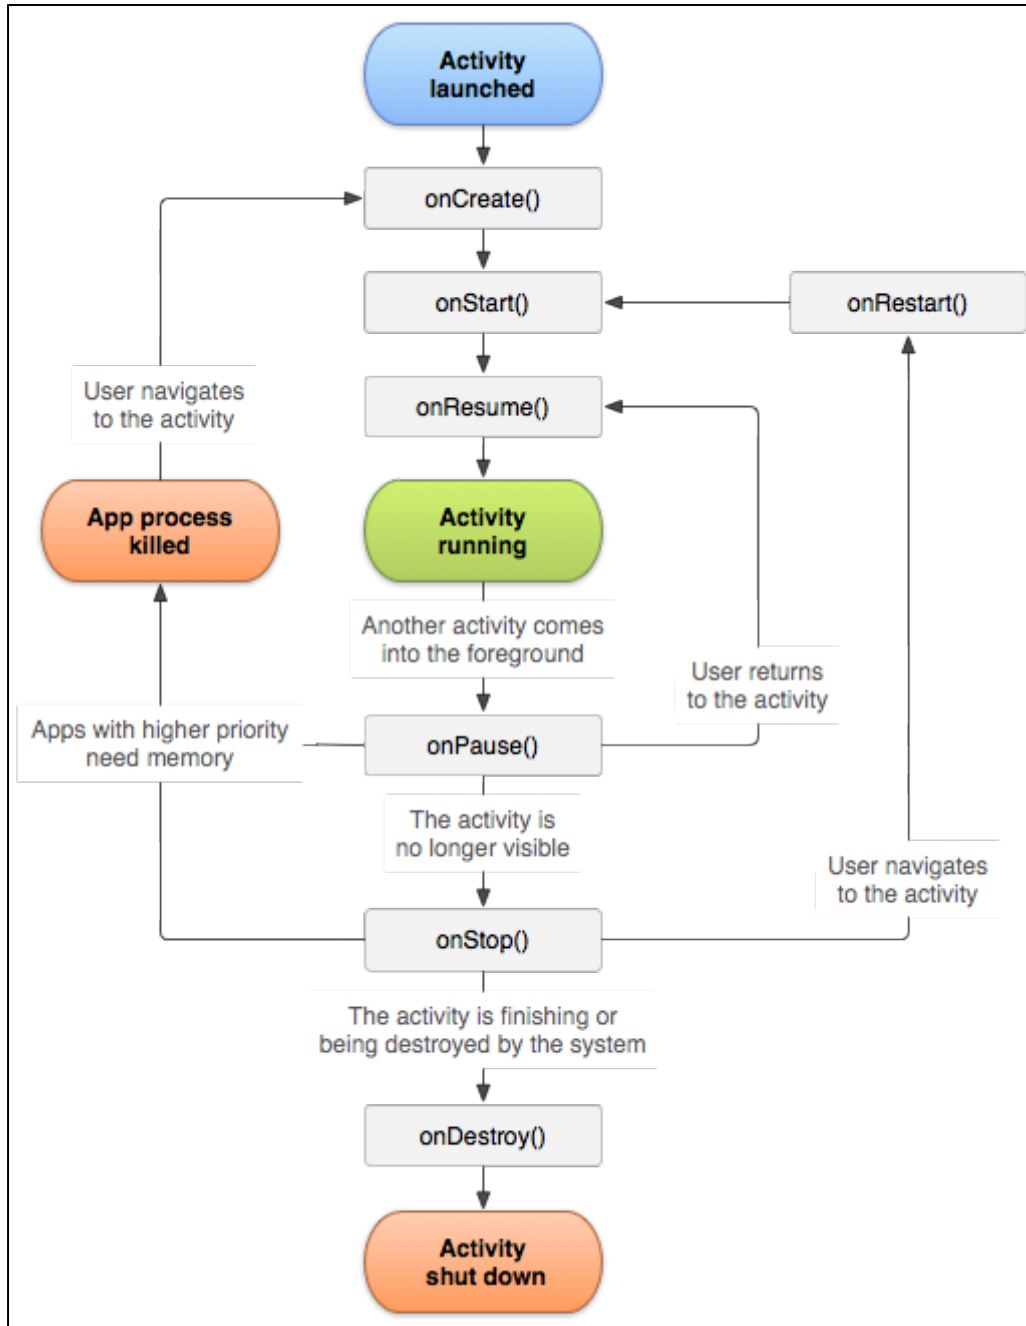 Activity
launched
onCreate()
onStart()
onRestart()
User navigates
to the activity
onResume()
App process
killed
Activity
running
Another activity comes
into the foreground
User returns
to the activity
Apps with higher priority
need memory
onPause()
The activity is
no longer visible
User navigates
to the activity
onStop()
The activity is finishing or
being destroyed by the system
onDestroy()
Activity
shut down